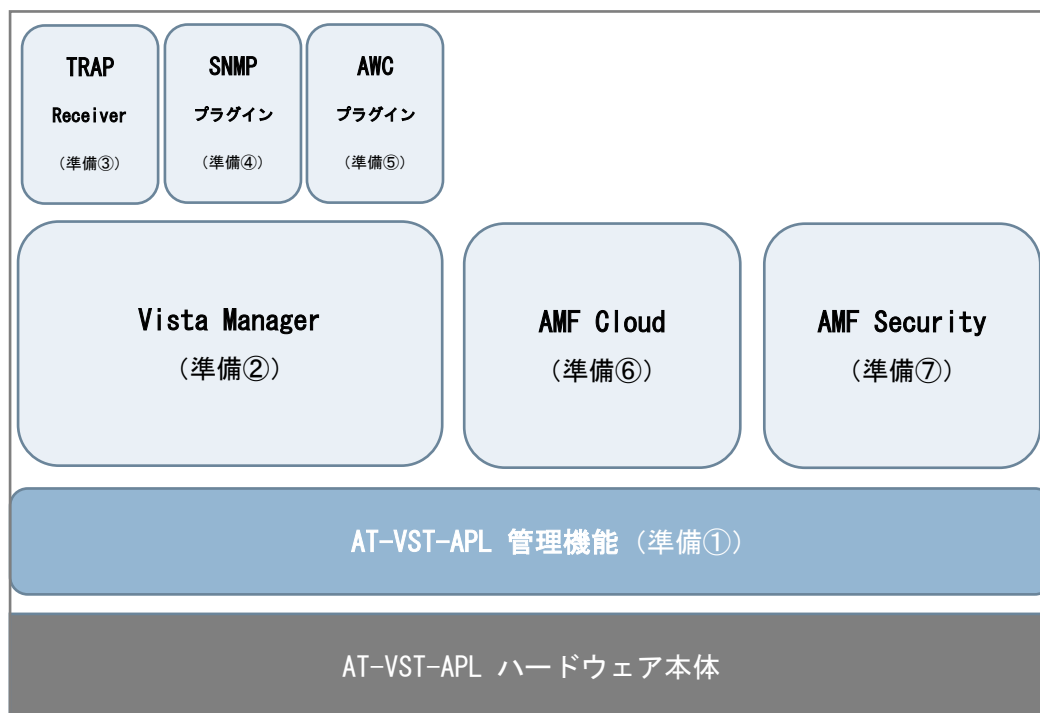 TRAP
Receiver
（準備③）
SNMP
プラグイン
（準備④）
AWC
プラグイン
（準備⑤）
Vista Manager
（準備②）
AMF Cloud
（準備⑥）
AMF Security
（準備⑦）
AT-VST-APL 管理機能（準備①）
AT-VST-APL ハードウェア本体